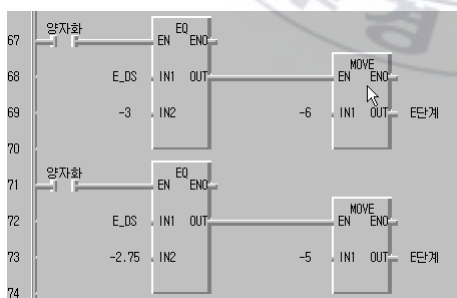 67 양자화 EQ
EN ENO
MOVE
68 E_DS IN1 OUT EN ENO
69 -3 IN2 -6 IN1 OUT E단계
70
71 양자화 EQ
EN ENO
MOVE
72 E_DS IN1 OUT EN ENO
73 -2.75 IN2 -5 IN1 OUT E단계
74